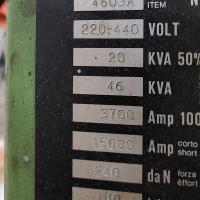 4603A ITEM N
220-440 VOLT
20 KVA 50%
46 KVA
3700 Amp 100
15000 Amp corto short
240 daN forza effort
180